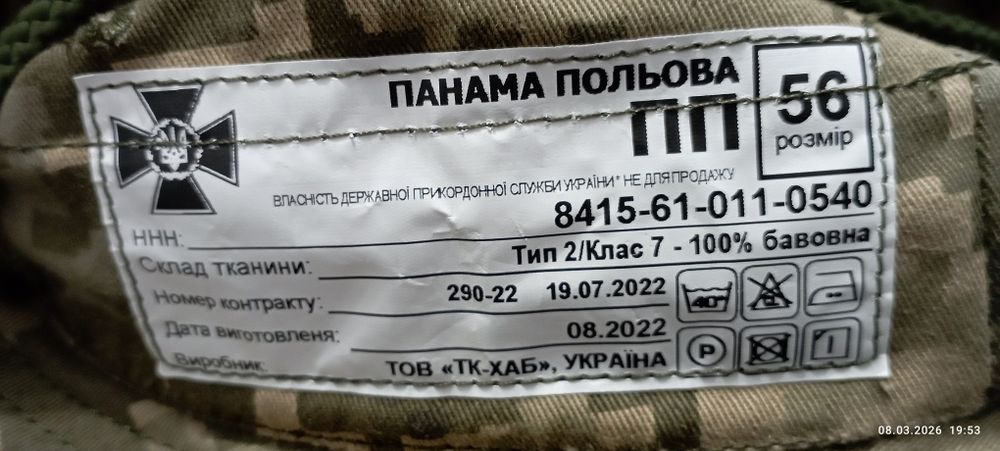 ПАНАМА ПОЛЬОВА
ПП
56
розмір
ВЛАСНІСТЬ ДЕРЖАВНОЇ ПРИКОРДОННОЇ СЛУЖБИ УКРАЇНИ* НЕ ДЛЯ ПРОДАЖУ
ННН: 8415-61-011-0540
Склад тканини: Тип 2/Клас 7 - 100% бавовна
Номер контракту: 290-22 19.07.2022
Дата виготовленя: 08.2022
Виробник: ТОВ «ТК-ХАБ», УКРАЇНА
40°
P
08.03.2026 19:53